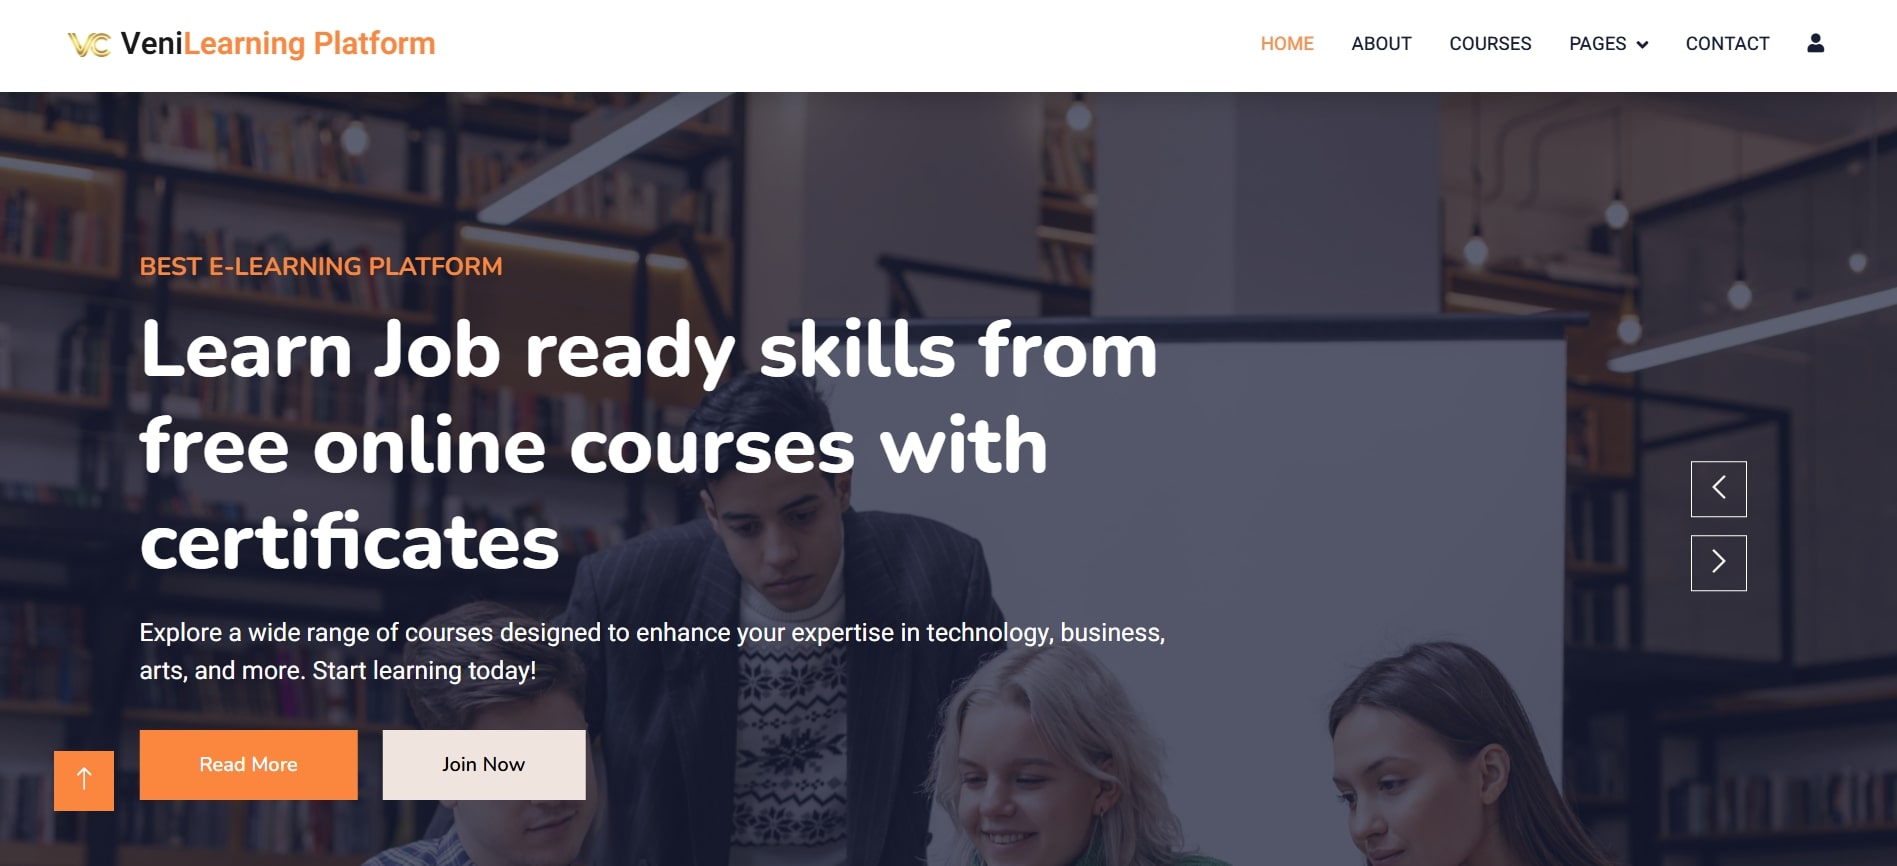 VC VeniLearning Platform
HOME ABOUT COURSES PAGES CONTACT
BEST E-LEARNING PLATFORM
Learn Job ready skills from
free online courses with
certificates
Explore a wide range of courses designed to enhance your expertise in technology, business,
arts, and more. Start learning today!
Read More Join Now